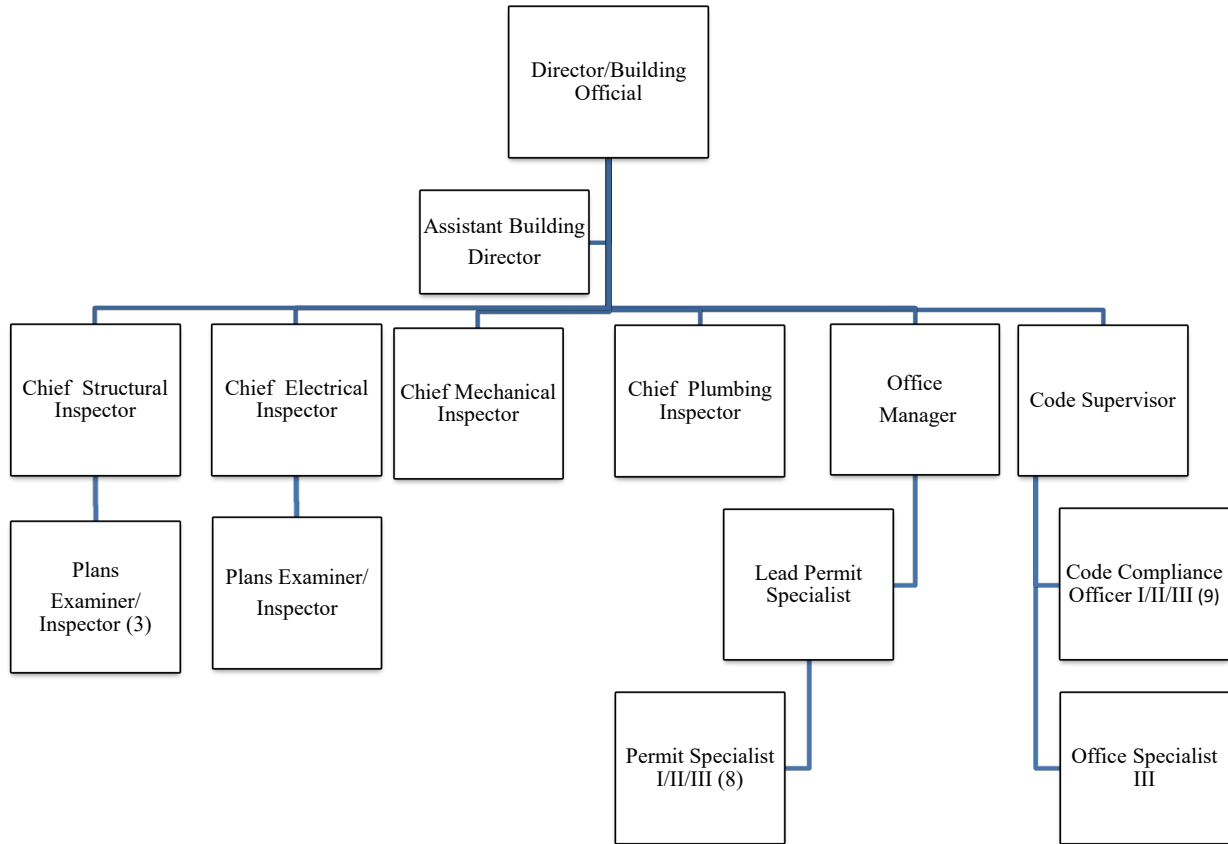 Director/Building
Official
Assistant Building
Director
Chief Structural
Inspector
Chief Electrical
Inspector
Chief Mechanical
Inspector
Chief Plumbing
Inspector
Office
Manager
Code Supervisor
Plans
Examiner/
Inspector (3)
Plans Examiner/
Inspector
Lead Permit
Specialist
Code Compliance
Officer I/II/III (9)
Permit Specialist
I/II/III (8)
Office Specialist
III